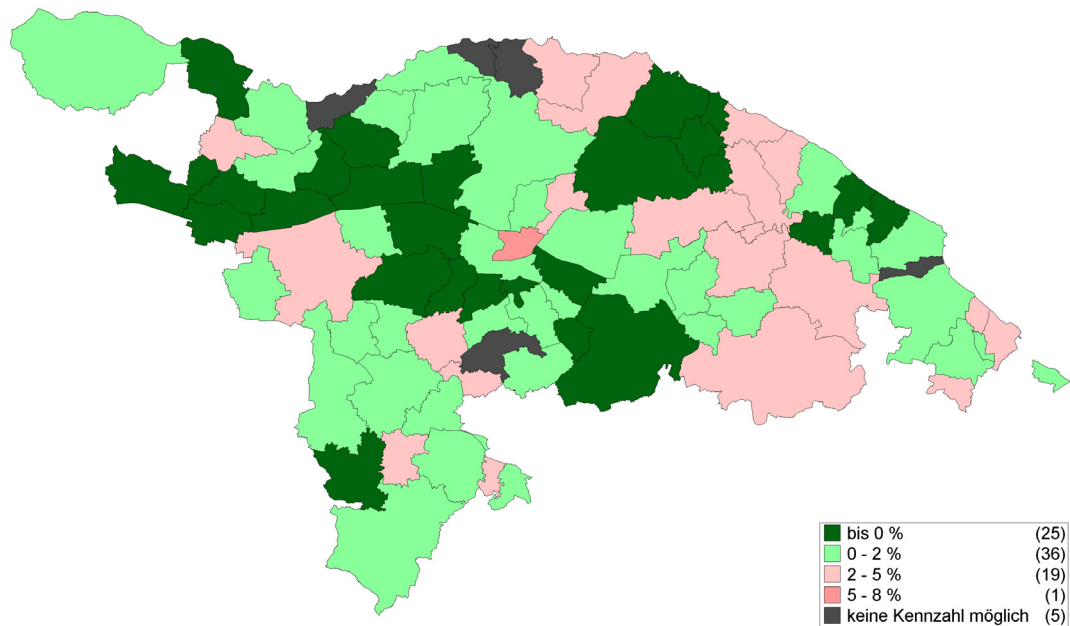 bis 0 % (25)
0 - 2 % (36)
2 - 5 % (19)
5 - 8 % (1)
keine Kennzahl möglich (5)